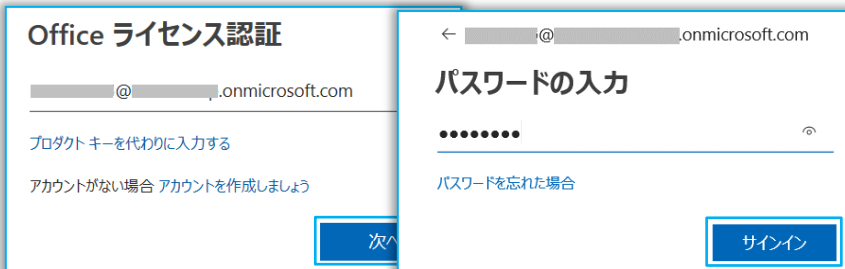 Office ライセンス認証
@ .onmicrosoft.com
プロダクト キーを代わりに入力する
アカウントがない場合 アカウントを作成しましょう
次へ
← @ .onmicrosoft.com
パスワードの入力
●●●●●●●●
パスワードを忘れた場合
サインイン